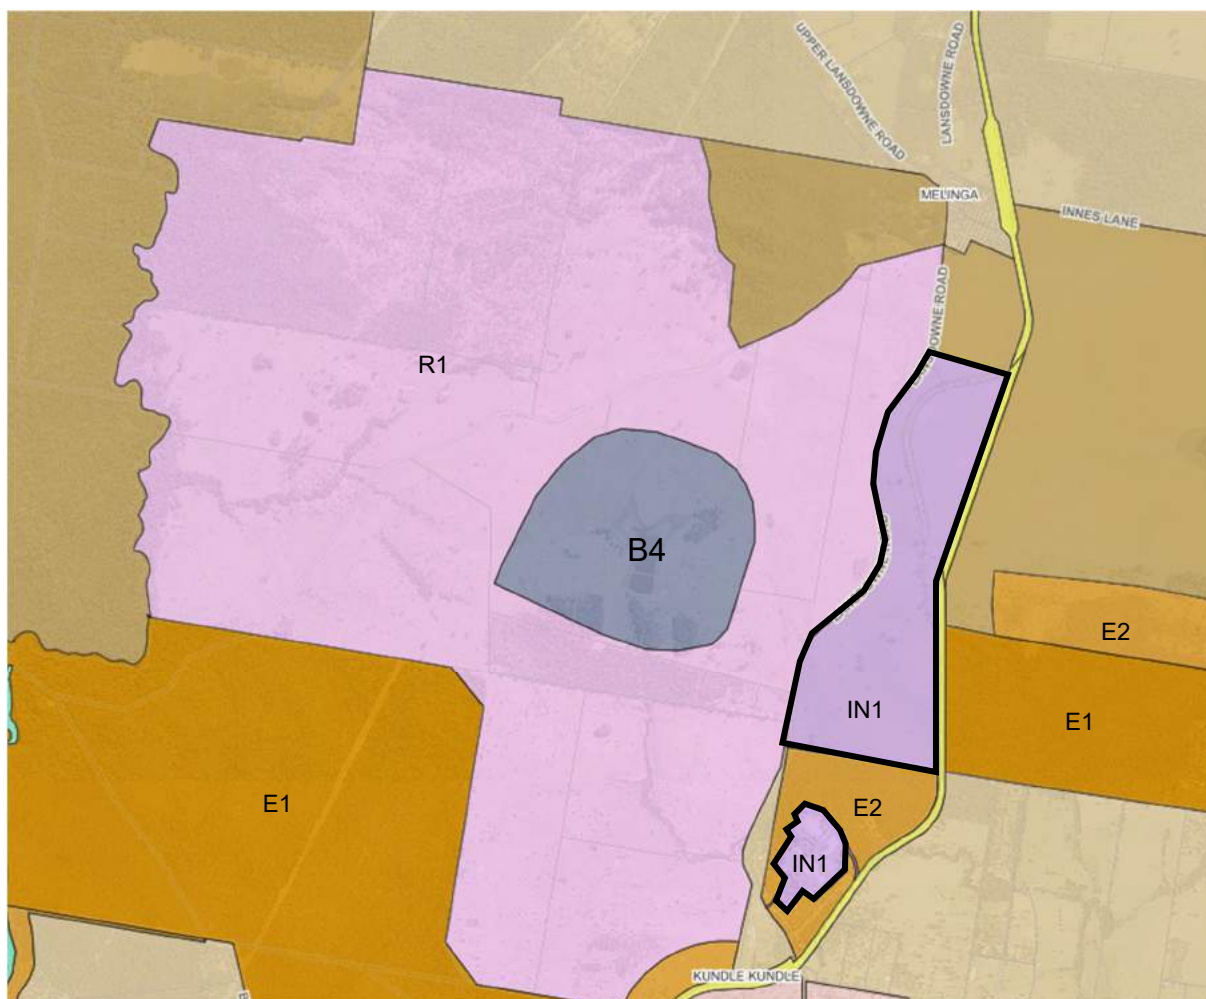 UPPER LANSDOWNE ROAD
LANSDOWNE ROAD
MELINGA
INNES LANE
R1
B4
E2
IN1
E1
E1
E2
IN1
KUNDLE KUNDLE